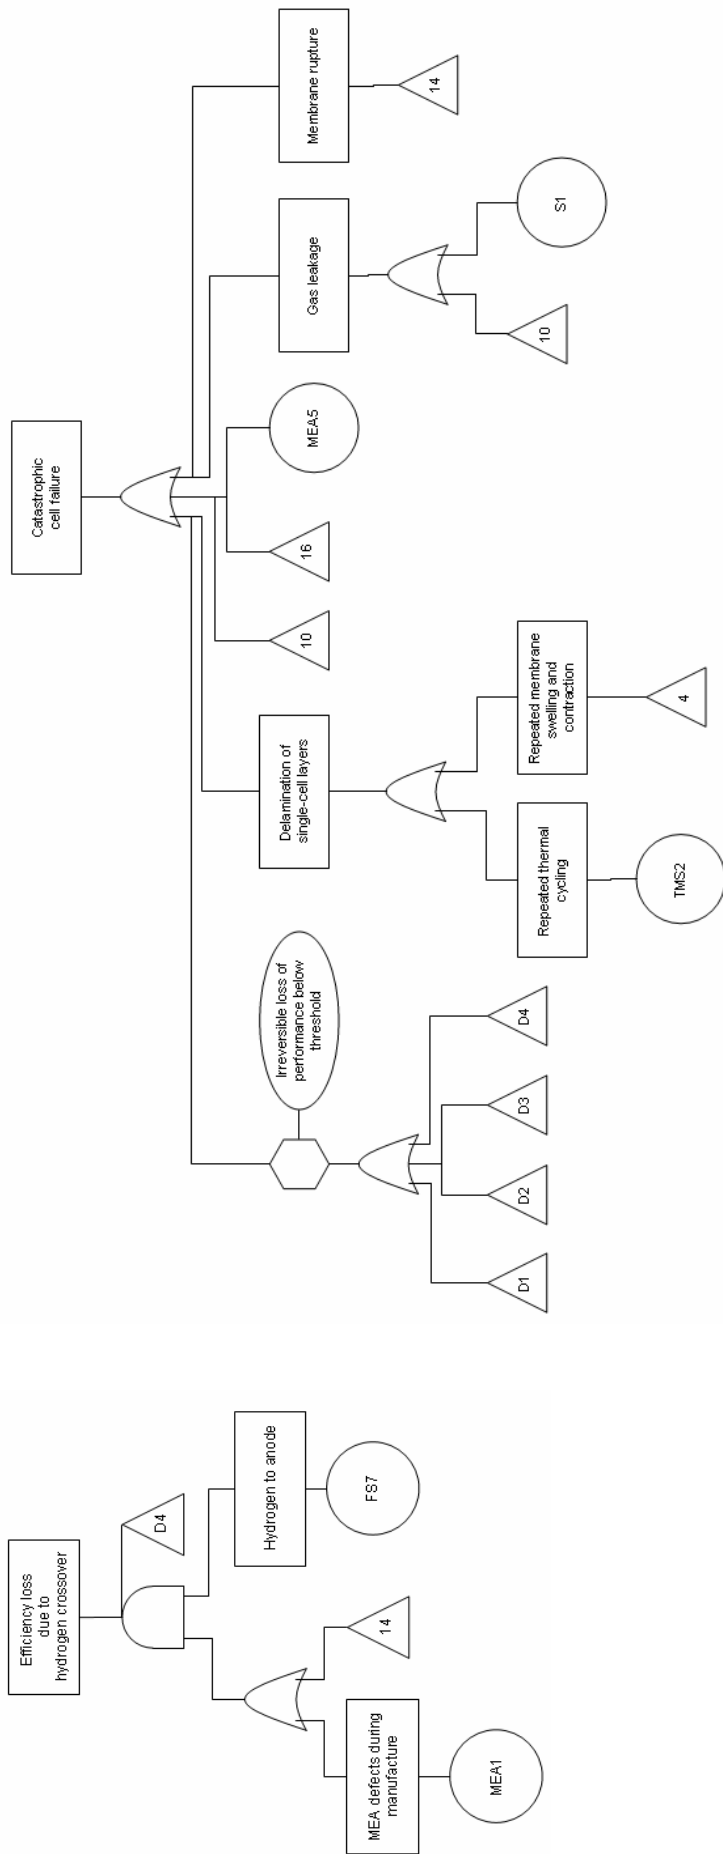 Efficiency loss
due to
hydrogen crossover
D4
Hydrogen to anode
FS7
14
MEA defects during
manufacture
MEA1
Catastrophic
cell failure
Irreversible loss of
performance below
threshold
D1
D2
D3
D4
Delamination of
single-cell layers
Repeated thermal
cycling
TMS2
Repeated membrane
swelling and
contraction
4
10
16
MEA5
Gas leakage
10
S1
Membrane rupture
14